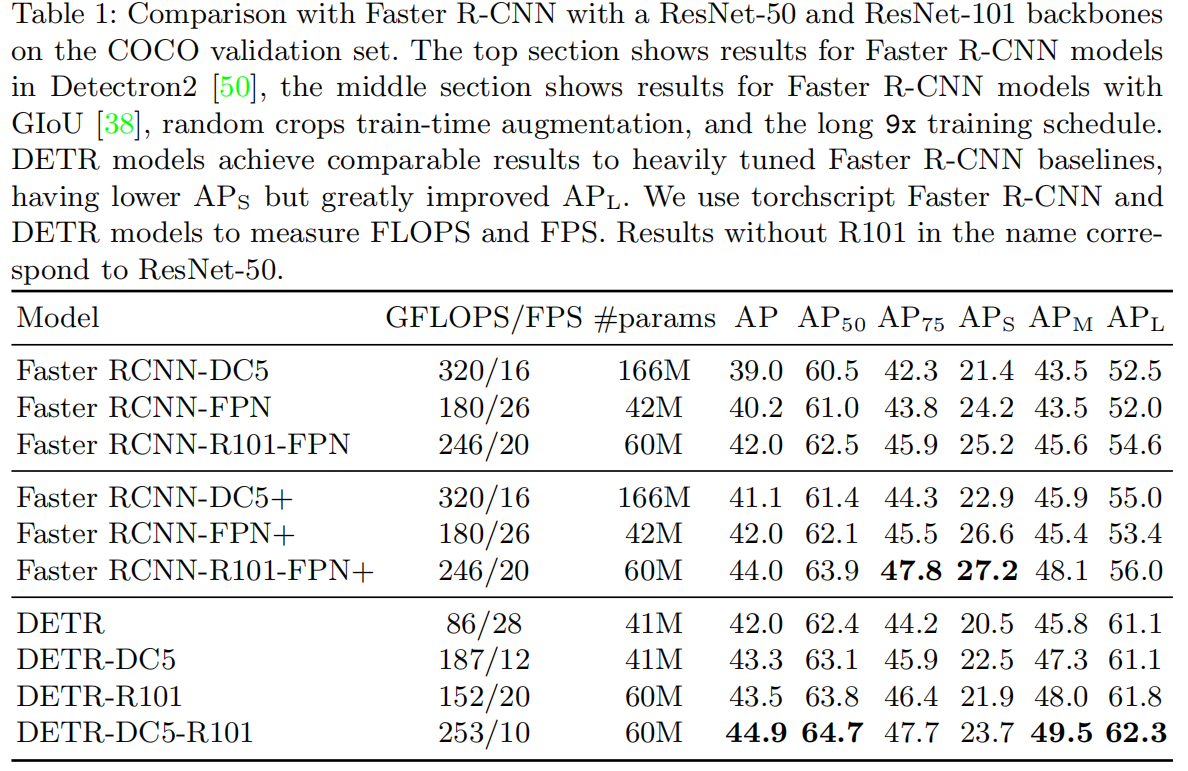 Table 1: Comparison with Faster R-CNN with a ResNet-50 and ResNet-101 backbones
on the COCO validation set. The top section shows results for Faster R-CNN models
in Detectron2 [50], the middle section shows results for Faster R-CNN models with
GIoU [38], random crops train-time augmentation, and the long 9x training schedule.
DETR models achieve comparable results to heavily tuned Faster R-CNN baselines,
having lower APS but greatly improved APL. We use torchscript Faster R-CNN and
DETR models to measure FLOPS and FPS. Results without R101 in the name corre-
spond to ResNet-50.
Model GFLOPS/FPS #params AP AP50 AP75 APS APM APL
Faster RCNN-DC5 320/16 166M 39.0 60.5 42.3 21.4 43.5 52.5
Faster RCNN-FPN 180/26 42M 40.2 61.0 43.8 24.2 43.5 52.0
Faster RCNN-R101-FPN 246/20 60M 42.0 62.5 45.9 25.2 45.6 54.6
Faster RCNN-DC5+ 320/16 166M 41.1 61.4 44.3 22.9 45.9 55.0
Faster RCNN-FPN+ 180/26 42M 42.0 62.1 45.5 26.6 45.4 53.4
Faster RCNN-R101-FPN+ 246/20 60M 44.0 63.9 47.8 27.2 48.1 56.0
DETR 86/28 41M 42.0 62.4 44.2 20.5 45.8 61.1
DETR-DC5 187/12 41M 43.3 63.1 45.9 22.5 47.3 61.1
DETR-R101 152/20 60M 43.5 63.8 46.4 21.9 48.0 61.8
DETR-DC5-R101 253/10 60M 44.9 64.7 47.7 23.7 49.5 62.3